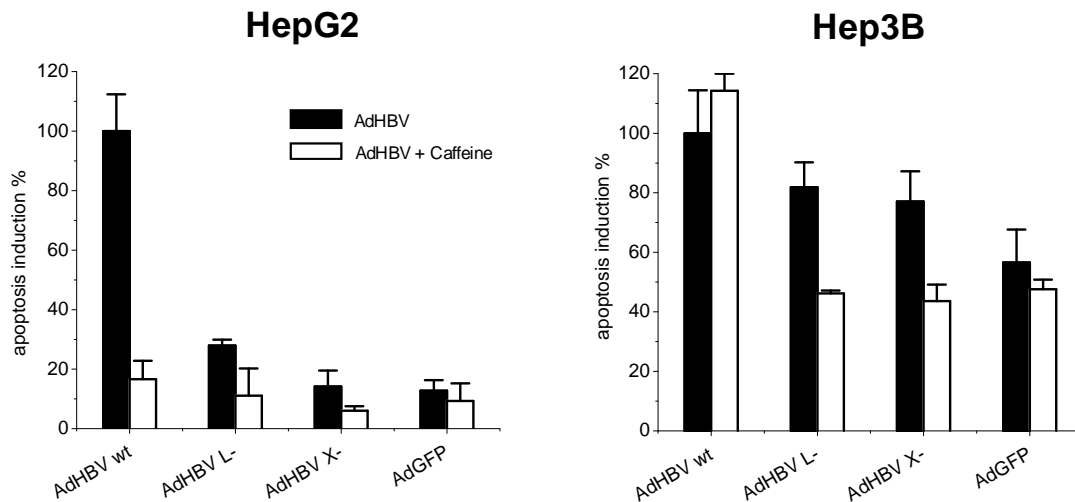 HepG2
apoptosis induction %
120
100
80
60
40
20
0
AdHBV
AdHBV + Caffeine
AdHBV wt
AdHBV L-
AdHBV X-
AdGFP
Hep3B
apoptosis induction %
120
100
80
60
40
20
0
AdHBV wt
AdHBV L-
AdHBV X-
AdGFP